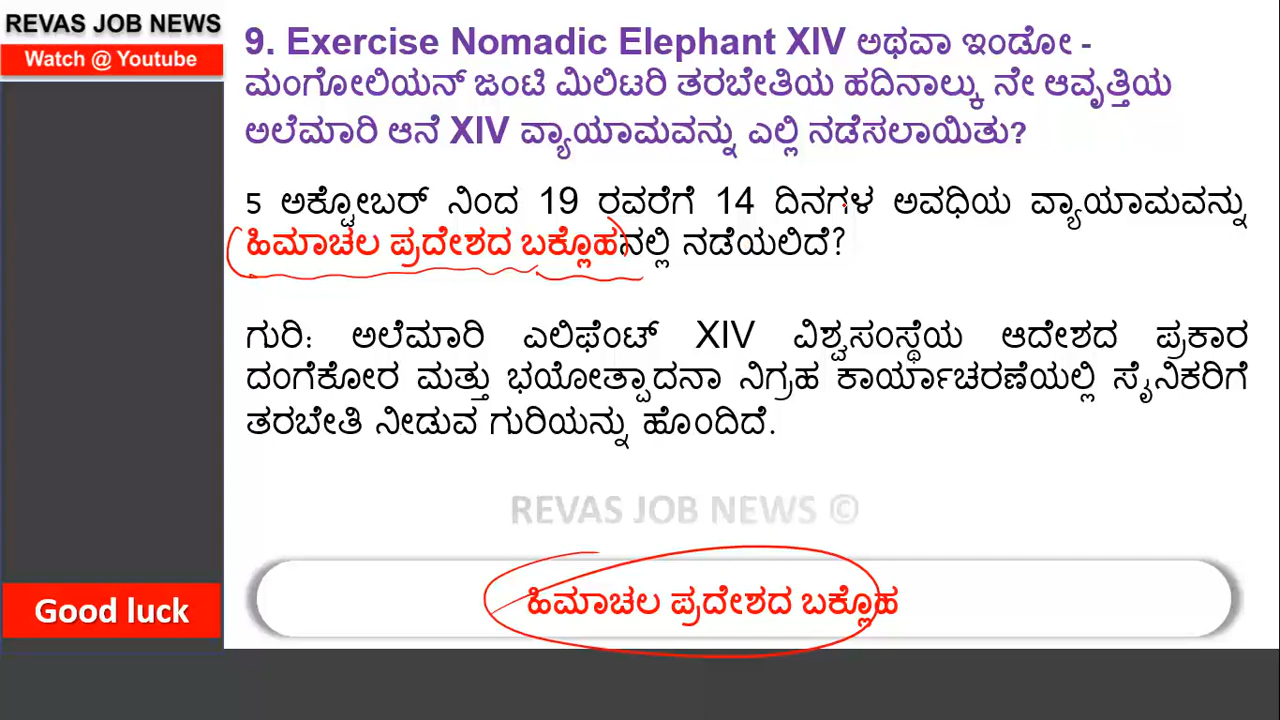 REVAS JOB NEWS
Watch @ Youtube
9. Exercise Nomadic Elephant XIV ಅಥವಾ ಇಂಡೋ -
ಮಂಗೋಲಿಯನ್ ಜಂಟಿ ಮಿಲಿಟರಿ ತರಬೇತಿಯ ಹದಿನಾಲ್ಕು ನೇ ಆವೃತ್ತಿಯ
ಅಲೆಮಾರಿ ಆನೆ XIV ವ್ಯಾಯಾಮವನ್ನು ಎಲ್ಲಿ ನಡೆಸಲಾಯಿತು?
5 ಅಕ್ಟೋಬರ್ ನಿಂದ 19 ರವರೆಗೆ 14 ದಿನಗಳ ಅವಧಿಯ ವ್ಯಾಯಾಮವನ್ನು
ಹಿಮಾಚಲ ಪ್ರದೇಶದ ಬಕ್ಲೊಹನಲ್ಲಿ ನಡೆಯಲಿದೆ?
ಗುರಿ: ಅಲೆಮಾರಿ ಎಲಿಫೆಂಟ್ XIV ವಿಶ್ವಸಂಸ್ಥೆಯ ಆದೇಶದ ಪ್ರಕಾರ
ದಂಗೆಕೋರ ಮತ್ತು ಭಯೋತ್ಪಾದನಾ ನಿಗ್ರಹ ಕಾರ್ಯಾಚರಣೆಯಲ್ಲಿ ಸೈನಿಕರಿಗೆ
ತರಬೇತಿ ನೀಡುವ ಗುರಿಯನ್ನು ಹೊಂದಿದೆ.
REVAS JOB NEWS ©
ಹಿಮಾಚಲ ಪ್ರದೇಶದ ಬಕ್ಲೊಹ
Good luck